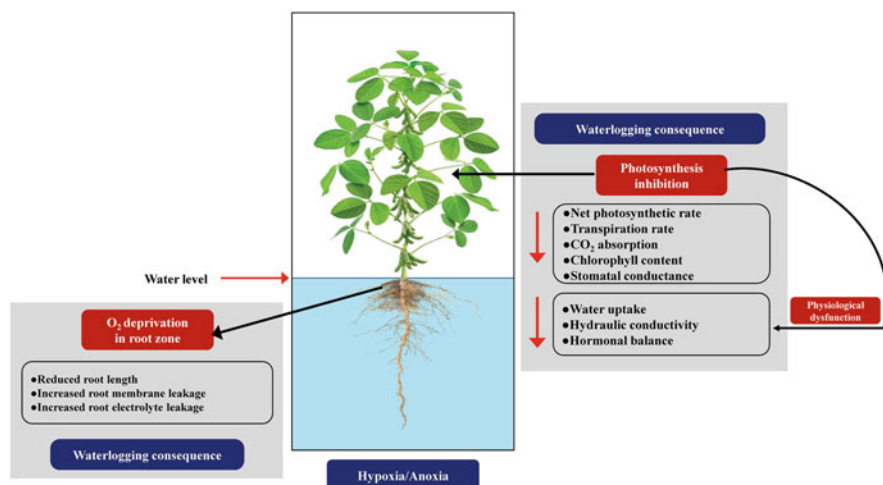 Waterlogging consequence
Photosynthesis
inhibition
●Net photosynthetic rate
●Transpiration rate
●CO₂ absorption
●Chlorophyll content
●Stomatal conductance
Water level
Physiological
dysfunction
●Water uptake
●Hydraulic conductivity
●Hormonal balance
O₂ deprivation
in root zone
●Reduced root length
●Increased root membrane leakage
●Increased root electrolyte leakage
Waterlogging consequence
Hypoxia/Anoxia